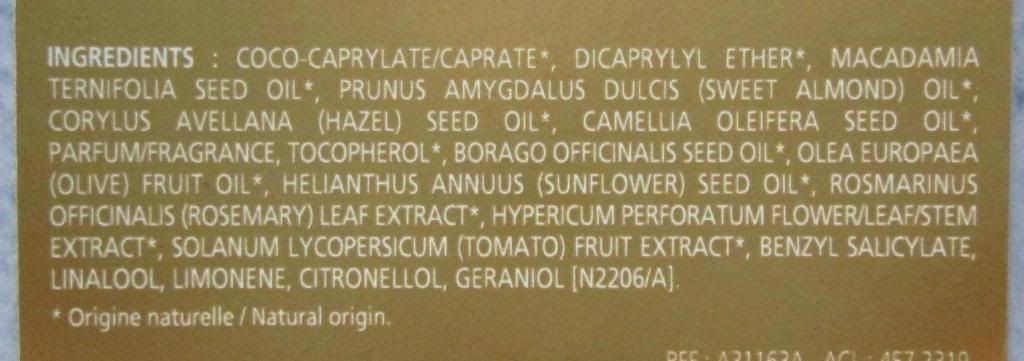 INGREDIENTS : COCO-CAPRYLATE/CAPRATE*, DICAPRYLYL ETHER*, MACADAMIA
TERNIFOLIA SEED OIL*, PRUNUS AMYGDALUS DULCIS (SWEET ALMOND) OIL*,
CORYLUS AVELLANA (HAZEL) SEED OIL*, CAMELLIA OLEIFERA SEED OIL*,
PARFUM/FRAGRANCE, TOCOPHEROL*, BORAGO OFFICINALIS SEED OIL*, OLEA EUROPAEA
(OLIVE) FRUIT OIL*, HELIANTHUS ANNUUS (SUNFLOWER) SEED OIL*, ROSMARINUS
OFFICINALIS (ROSEMARY) LEAF EXTRACT*, HYPERICUM PERFORATUM FLOWER/LEAF/STEM
EXTRACT*, SOLANUM LYCOPERSICUM (TOMATO) FRUIT EXTRACT*, BENZYL SALICYLATE,
LINALOOL, LIMONENE, CITRONELLOL, GERANIOL [N2206/A].
* Origine naturelle / Natural origin.
REF : A31163A ACL :